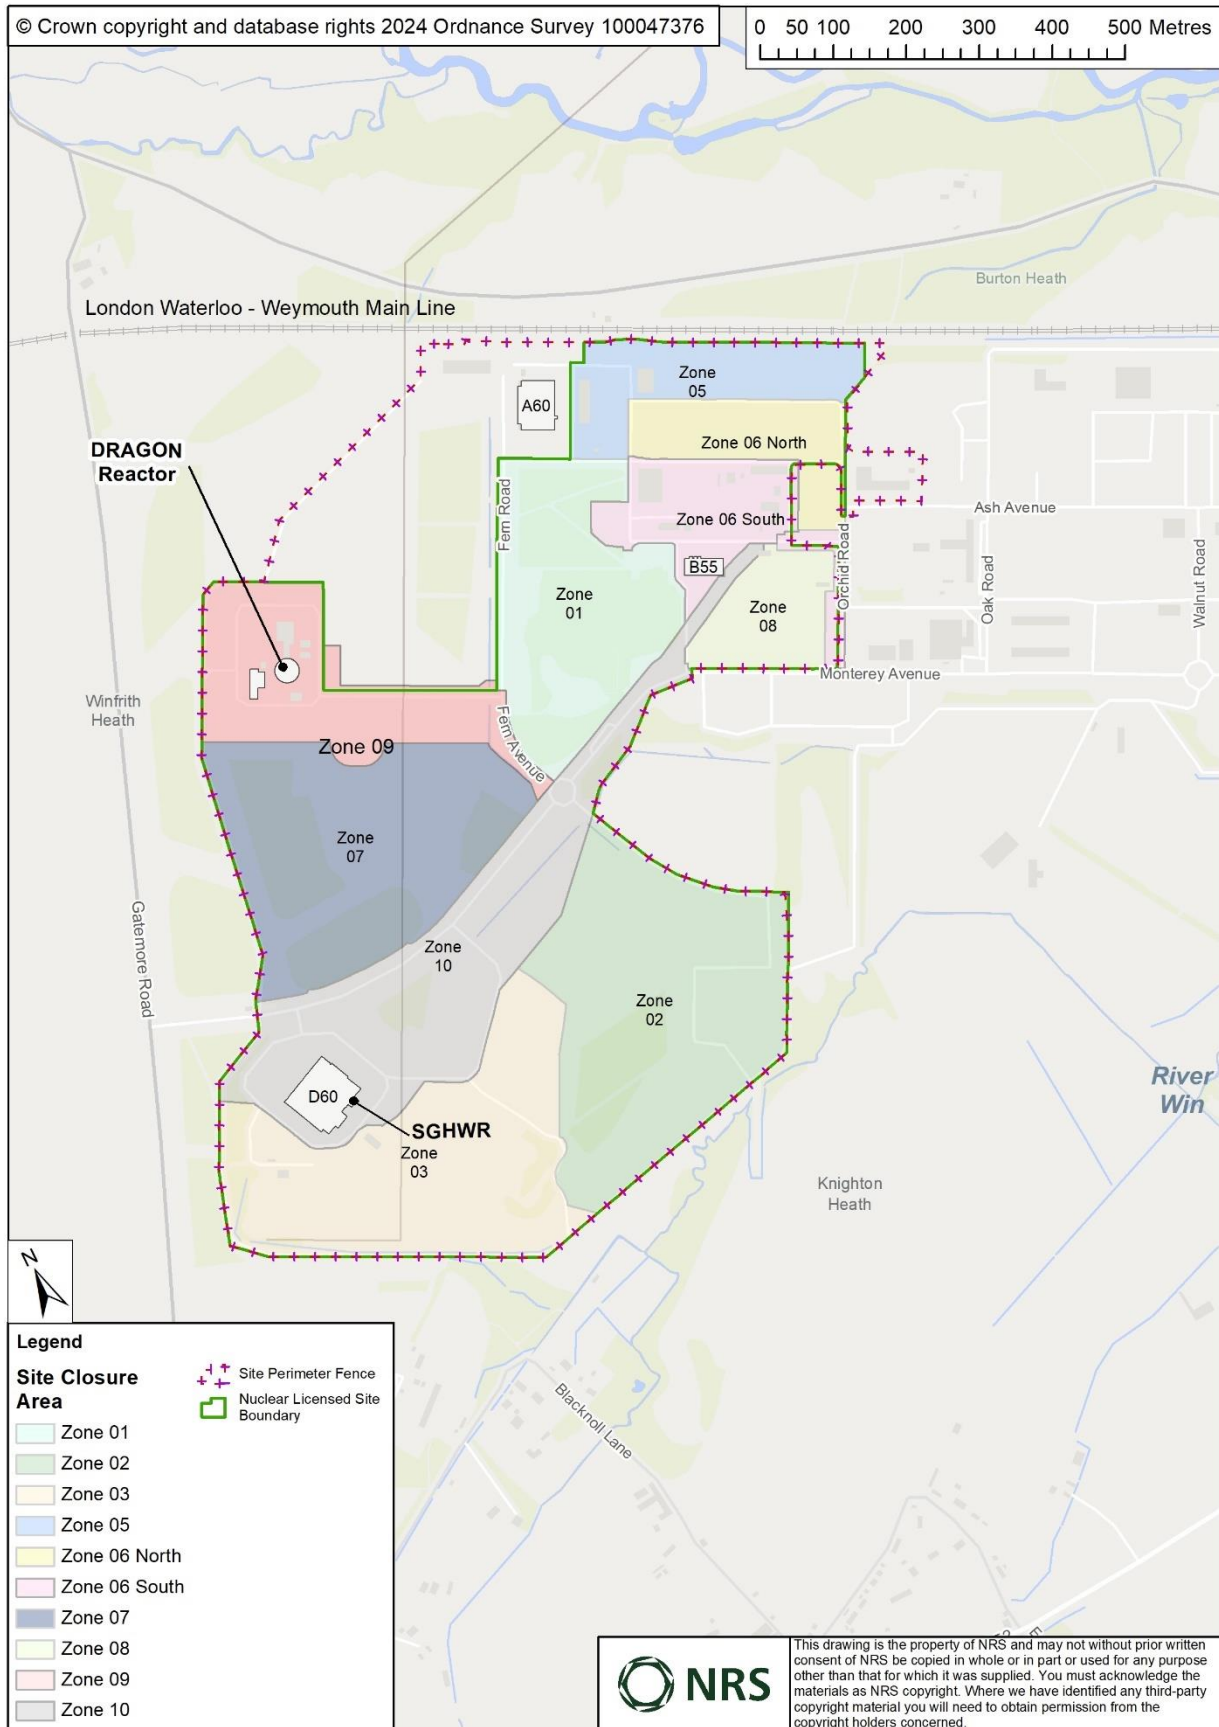 © Crown copyright and database rights 2024 Ordnance Survey 100047376
0 50 100 200 300 400 500 Metres
Burton Heath
London Waterloo - Weymouth Main Line
Zone
05
A60
DRAGON
Reactor
Zone 06 North
Fern Road
Zone 06 South
Ash Avenue
Orchid Road
Oak Road
Walnut Road
B55
Zone
01
Zone
08
Monterey Avenue
Winfrith
Heath
Fern Avenue
Zone 09
Zone
07
Gatemore Road
Zone
10
Zone
02
River
Win
D60
SGHWR
Zone
03
Knighton
Heath
N
Blacknoll Lane
Legend
Site Closure
Area
Zone 01
Zone 02
Zone 03
Zone 05
Zone 06 North
Zone 06 South
Zone 07
Zone 08
Zone 09
Zone 10
Site Perimeter Fence
Nuclear Licensed Site
Boundary
NRS
This drawing is the property of NRS and may not without prior written
consent of NRS be copied in whole or in part or used for any purpose
other than that for which it was supplied. You must acknowledge the
materials as NRS copyright. Where we have identified any third-party
copyright material you will need to obtain permission from the
copyright holders concerned.